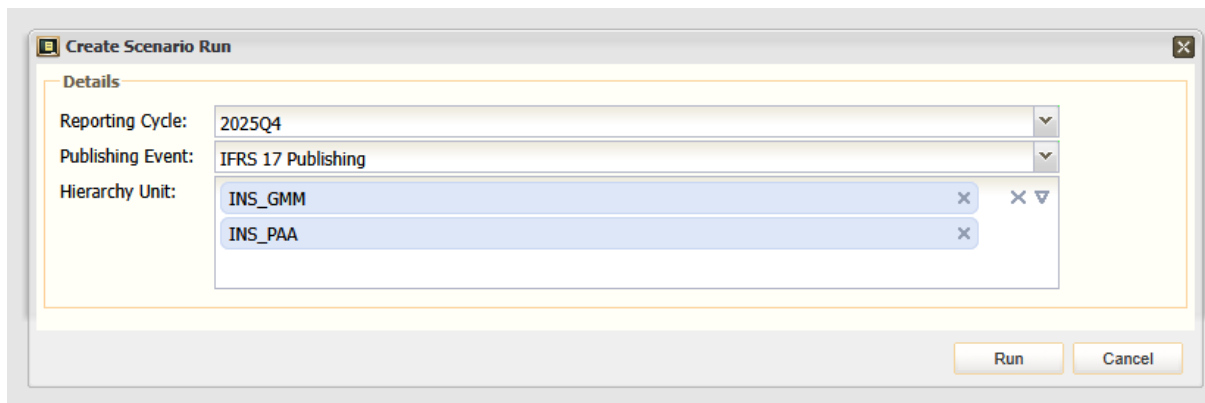 Create Scenario Run
Details
Reporting Cycle: 2025Q4
Publishing Event: IFRS 17 Publishing
Hierarchy Unit: INS_GMM
INS_PAA
Run Cancel